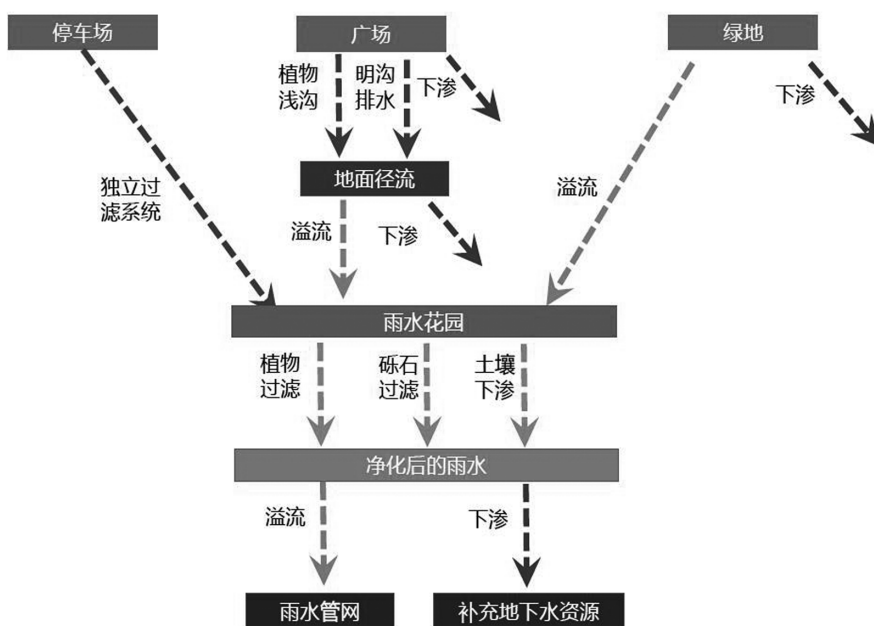 停车场
广场
绿地
植物
浅沟
明沟
排水
下渗
下渗
地面径流
独立过
滤系统
溢流
下渗
溢流
雨水花园
植物
过滤
砾石
过滤
土壤
下渗
净化后的雨水
溢流
下渗
雨水管网
补充地下水资源